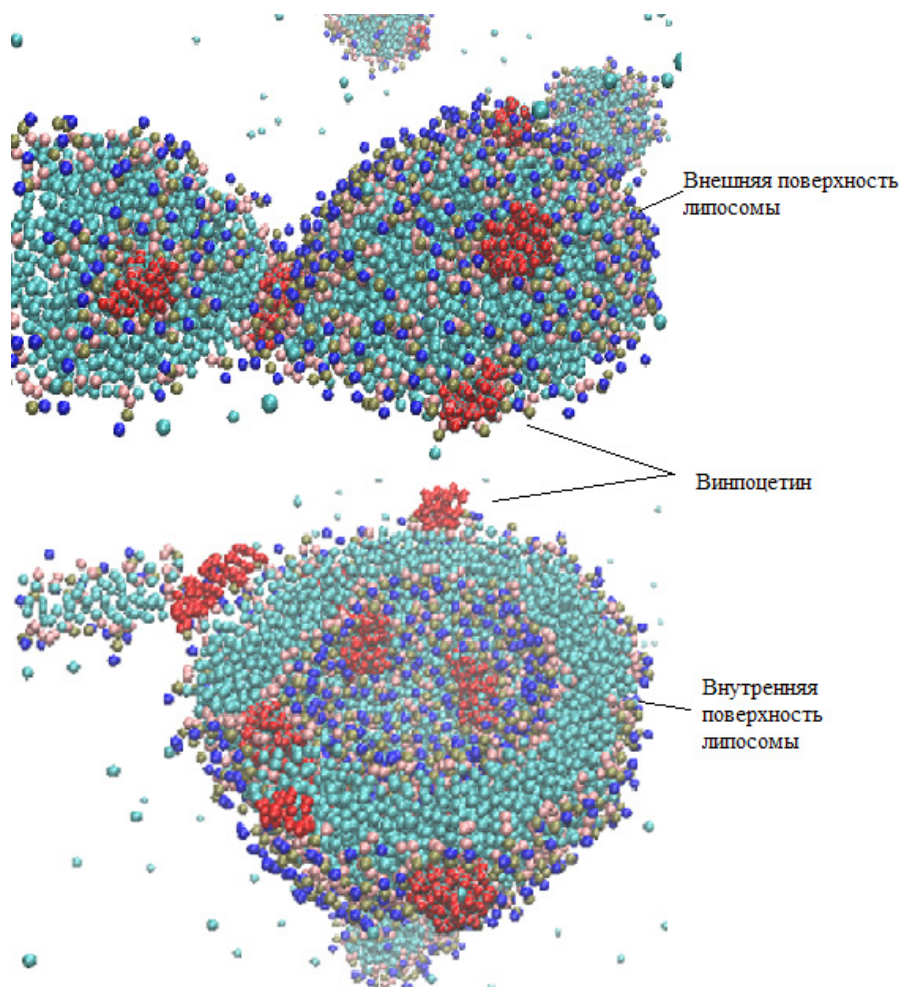 Внешняя поверхность
липосомы
Винпоцетин
Внутренняя
поверхность
липосомы